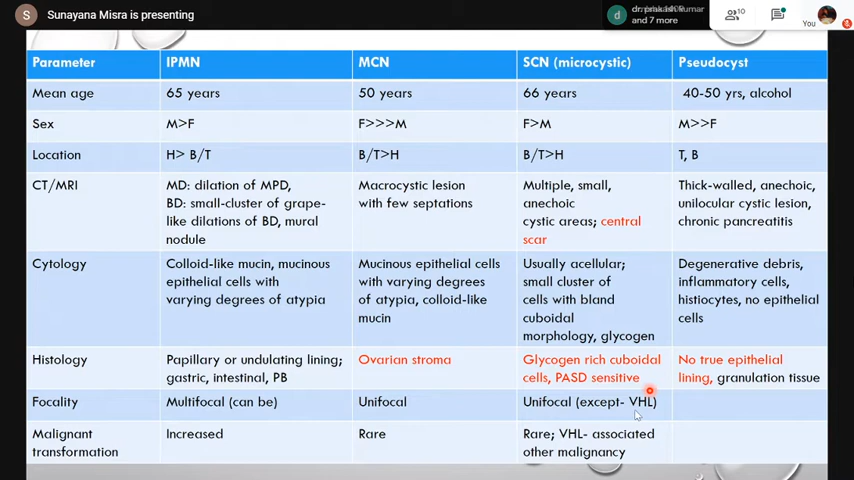 Sunayana Misra is presenting
S
d
and 7 more
10
You
Parameter IPMN MCN SCN (microcystic) Pseudocyst
Mean age 65 years 50 years 66 years 40-50 yrs, alcohol
Sex M>F F>>>M F>M M>>F
Location H> B/T B/T>H B/T>H T, B
CT/MRI MD: dilation of MPD, Macrocystic lesion Multiple, small, Thick-walled, anechoic,
BD: small-cluster of grape- with few septations anechoic unilocular cystic lesion,
like dilations of BD, mural cystic areas; central chronic pancreatitis
nodule scar
Cytology Colloid-like mucin, mucinous Mucinous epithelial cells Usually acellular; Degenerative debris,
epithelial cells with with varying degrees small cluster of inflammatory cells,
varying degrees of atypia of atypia, colloid-like cells with bland histiocytes, no epithelial
mucin cuboidal cells
morphology, glycogen
Histology Papillary or undulating lining; Ovarian stroma Glycogen rich cuboidal No true epithelial
gastric, intestinal, PB cells, PASD sensitive lining, granulation tissue
Focality Multifocal (can be) Unifocal Unifocal (except- VHL)
Malignant Increased Rare Rare; VHL- associated
transformation other malignancy